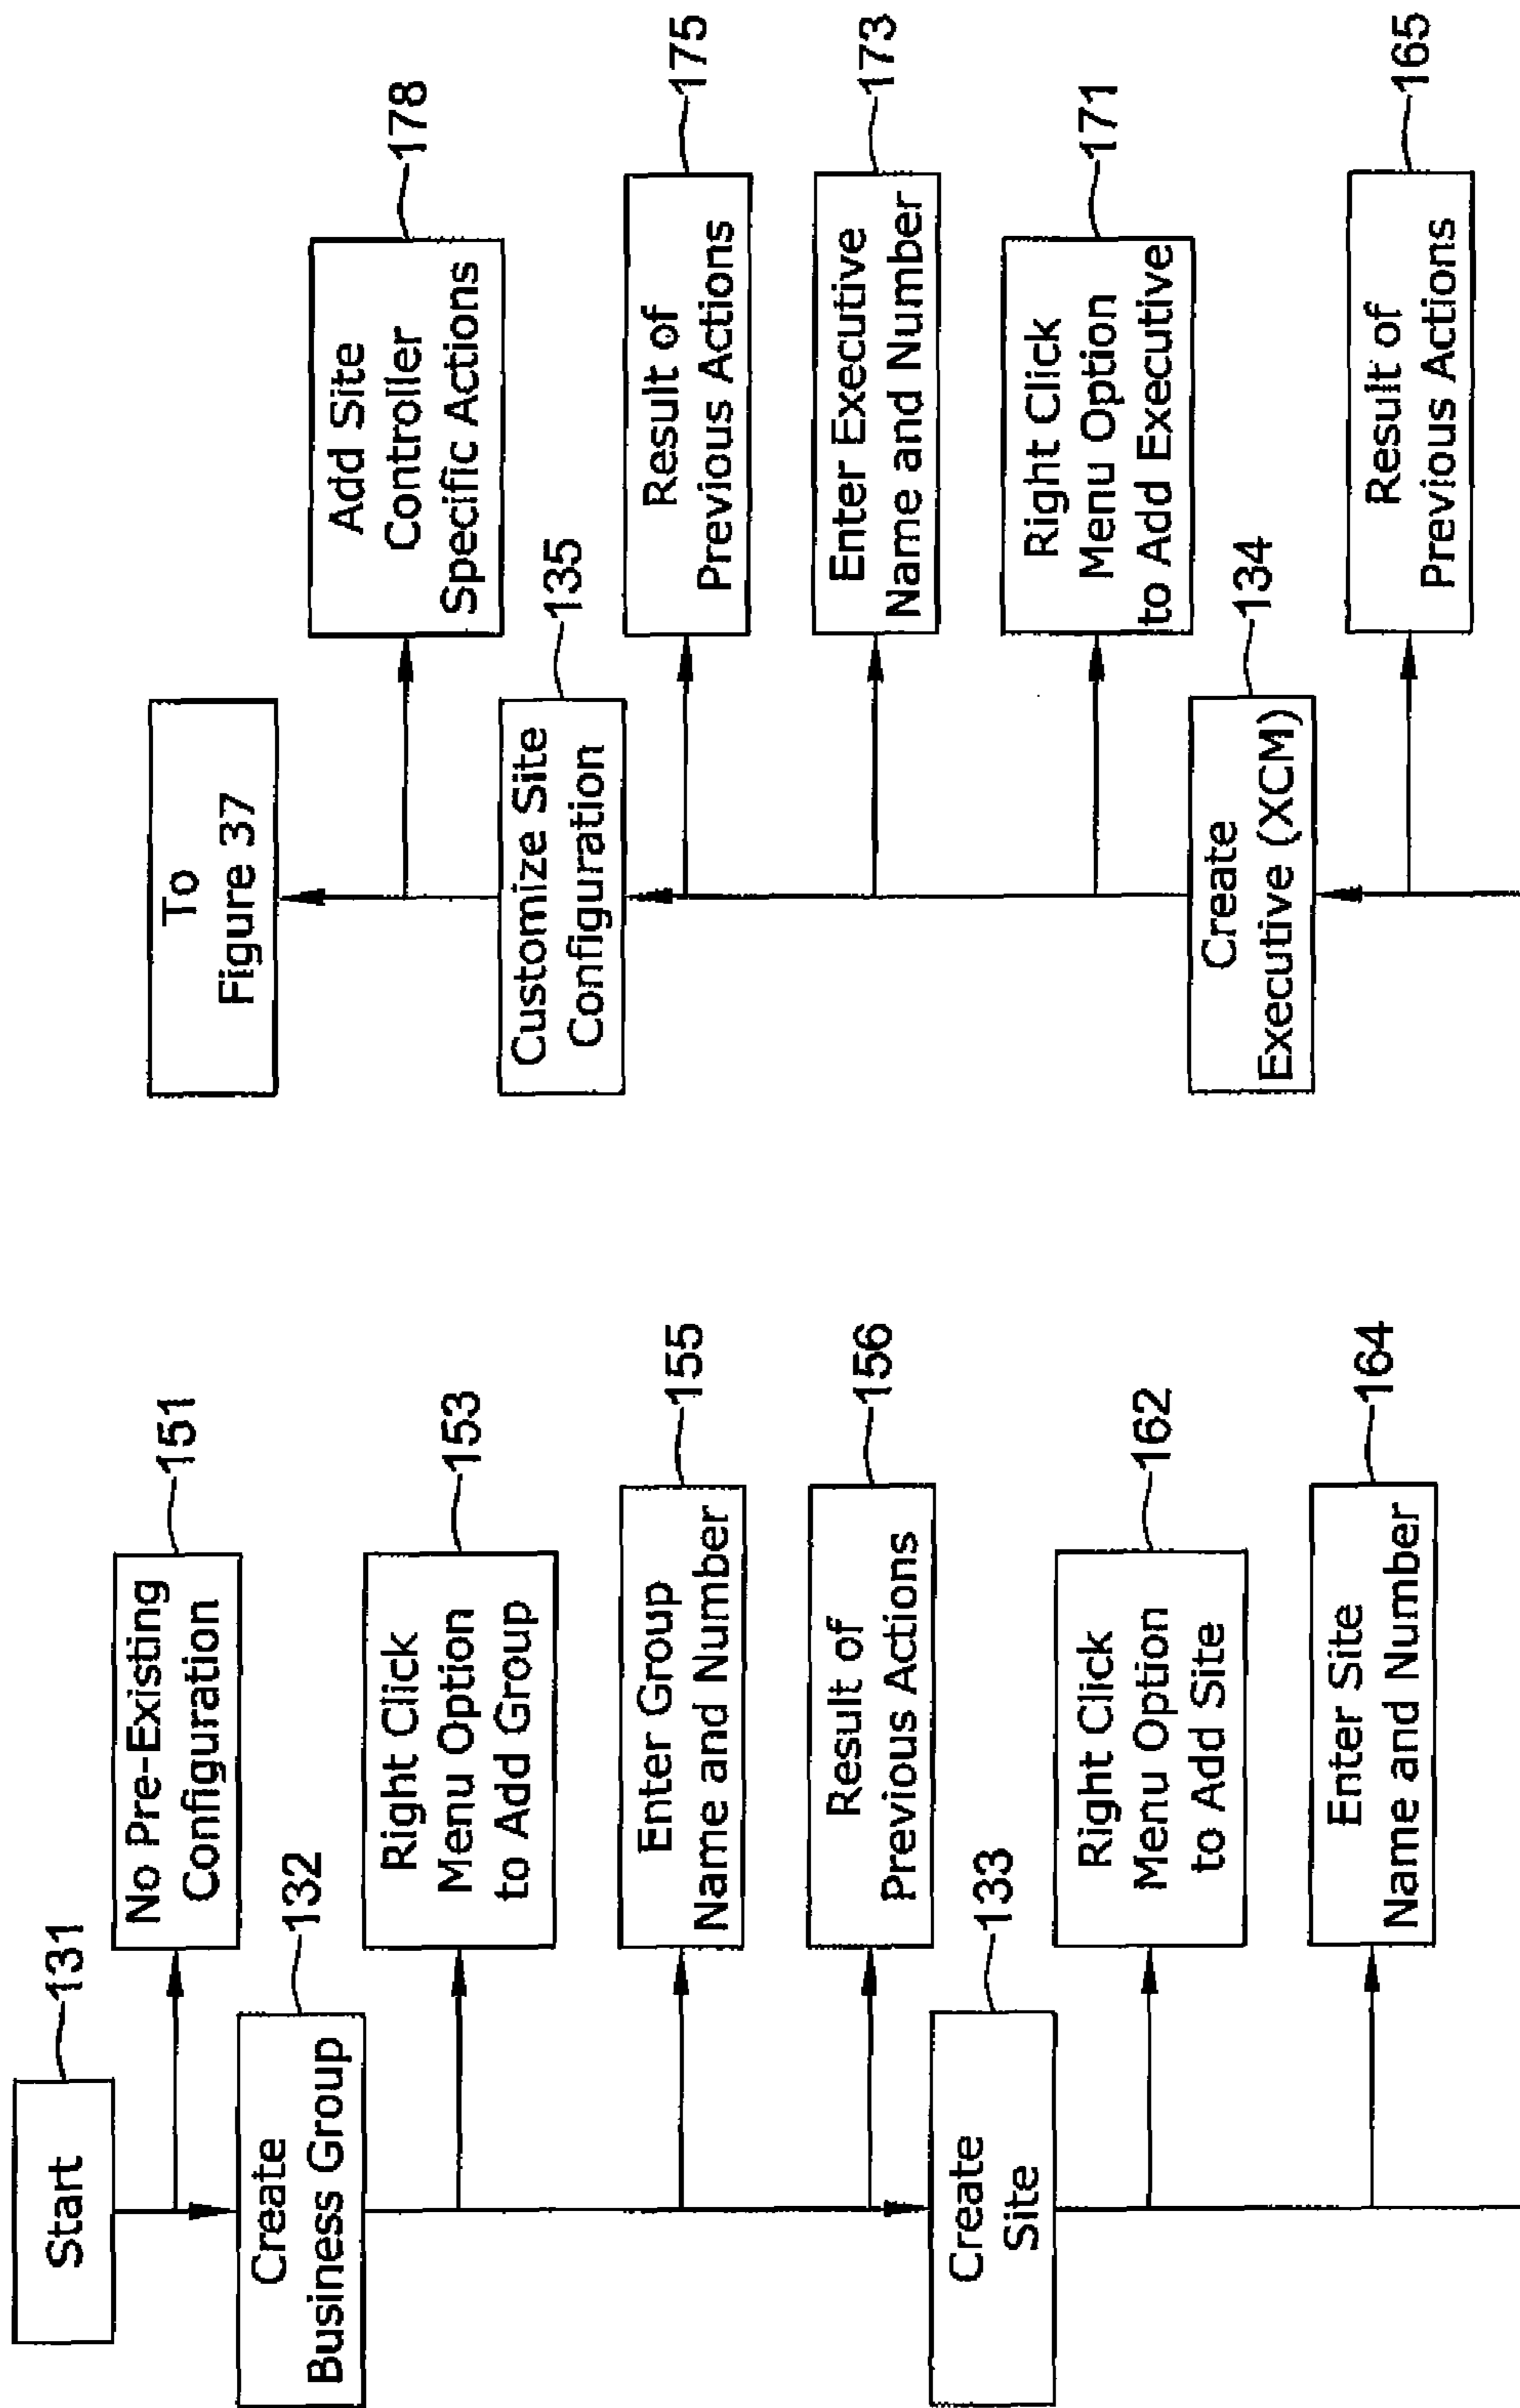 Start
131
No Pre-Existing
Configuration
151
Create
Business Group
132
Right Click
Menu Option
to Add Group
153
Enter Group
Name and Number
155
Result of
Previous Actions
156
Create
Site
133
Right Click
Menu Option
to Add Site
162
Enter Site
Name and Number
164
Result of
Previous Actions
165
Create
Executive (XCM)
134
Right Click
Menu Option
to Add Executive
171
Enter Executive
Name and Number
173
Result of
Previous Actions
175
Customize Site
Configuration
135
Add Site
Controller
Specific Actions
178
To
Figure 37